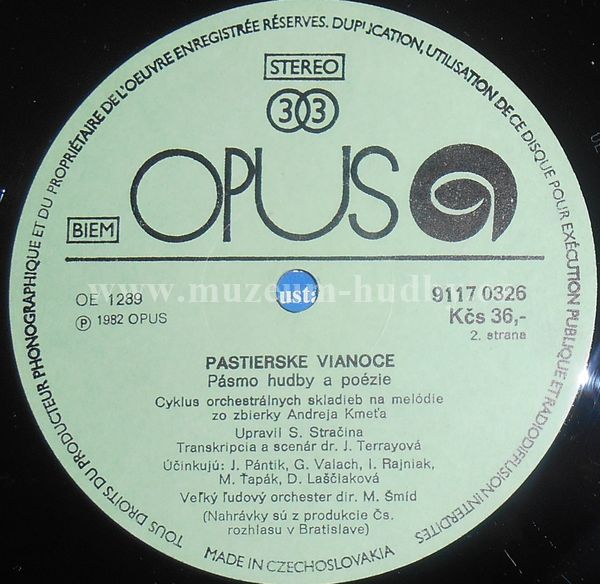 TOUS DROITS DU PRODUCTEUR PHONOGRAPHIQUE ET DU PROPRIÉTAIRE DE L'OEUVRE ENREGISTRÉE RÉSERVES. DUPLICATION, UTILISATION DE CE DISQUE POUR EXÉCUTION PUBLIQUE ET RADIODIFFUSION INTERDITES
STEREO
33
OPUS
BIEM
www.muzeum-hudby
ust:
OE 1289
9117 0326
℗ 1982 OPUS
Kčs 36,-
2. strana
PASTIERSKE VIANOCE
Pásmo hudby a poézie
Cyklus orchestrálnych skladieb na melódie
zo zbierky Andreja Kmeťa
Upravil S. Stračina
Transkripcia a scenár dr. J. Terrayová
Účinkujú: J. Pántik, G. Valach, I. Rajniak,
M. Ťapák, D. Laščiaková
Veľký ľudový orchester dir. M. Šmíd
(Nahrávky sú z produkcie Čs.
rozhlasu v Bratislave)
MADE IN CZECHOSLOVAKIA